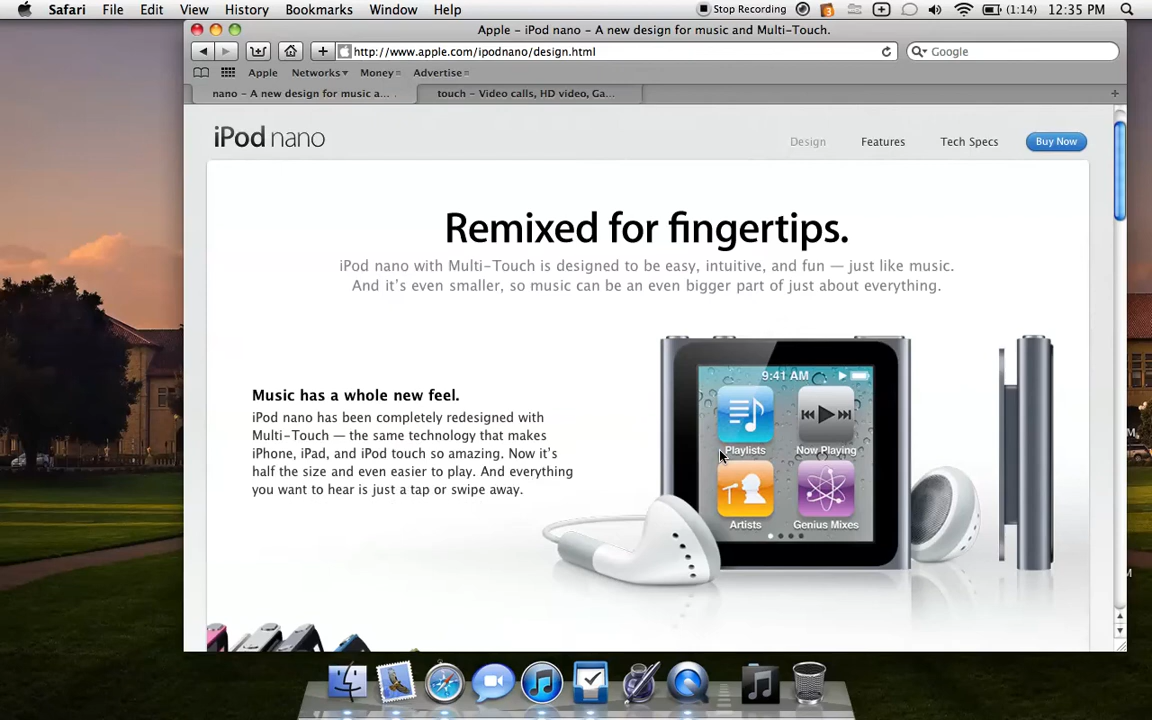 Safari File Edit View History Bookmarks Window Help Stop Recording 3 (1:14) 12:35 PM
Apple – iPod nano – A new design for music and Multi-Touch.
http://www.apple.com/ipodnano/design.html Google
Apple Networks Money Advertise
nano – A new design for music a... touch – Video calls, HD video, Ga...
iPod nano Design Features Tech Specs Buy Now
Remixed for fingertips.
iPod nano with Multi-Touch is designed to be easy, intuitive, and fun — just like music.
And it's even smaller, so music can be an even bigger part of just about everything.
Music has a whole new feel.
iPod nano has been completely redesigned with
Multi-Touch — the same technology that makes
iPhone, iPad, and iPod touch so amazing. Now it's
half the size and even easier to play. And everything
you want to hear is just a tap or swipe away.
9:41 AM
Playlists Now Playing
Artists Genius Mixes